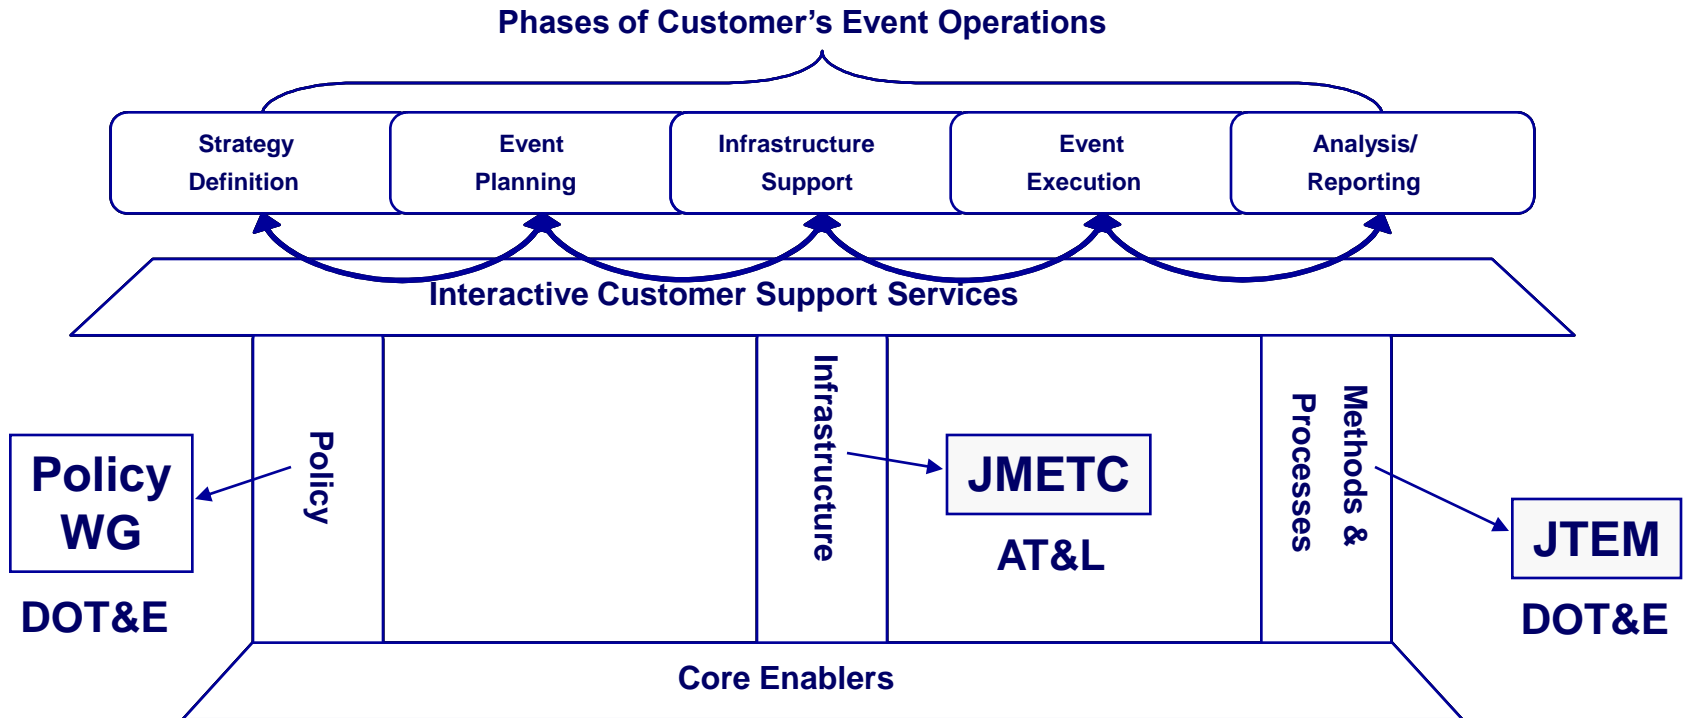 Phases of Customer’s Event Operations
Strategy
Definition
Event
Planning
Infrastructure
Support
Event
Execution
Analysis/
Reporting
Interactive Customer Support Services
Policy
WG
DOT&E
Policy
Infrastructure
JMETC
AT&L
Methods &
Processes
JTEM
DOT&E
Core Enablers